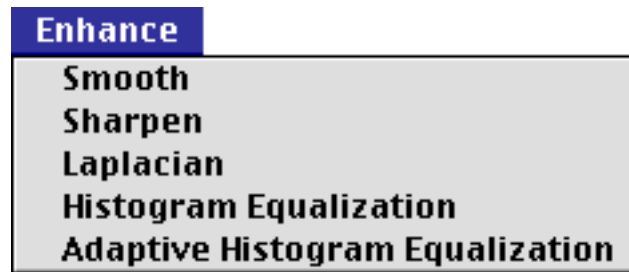 Enhance
Smooth
Sharpen
Laplacian
Histogram Equalization
Adaptive Histogram Equalization